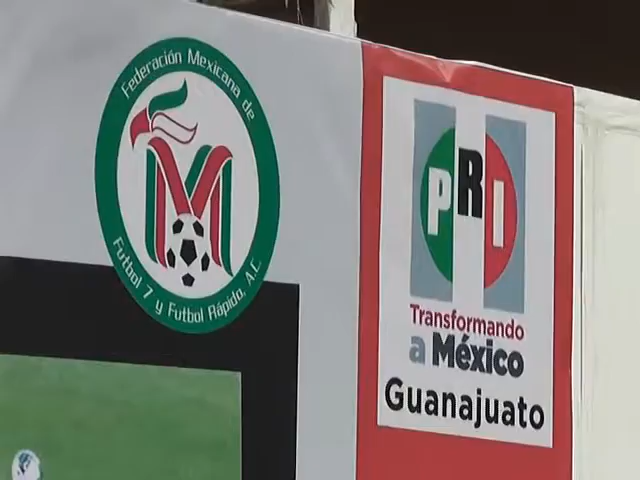 Federación Mexicana de
Futbol 7 y Futbol Rápido, A.C.
PRI
Transformando
a México
Guanajuato